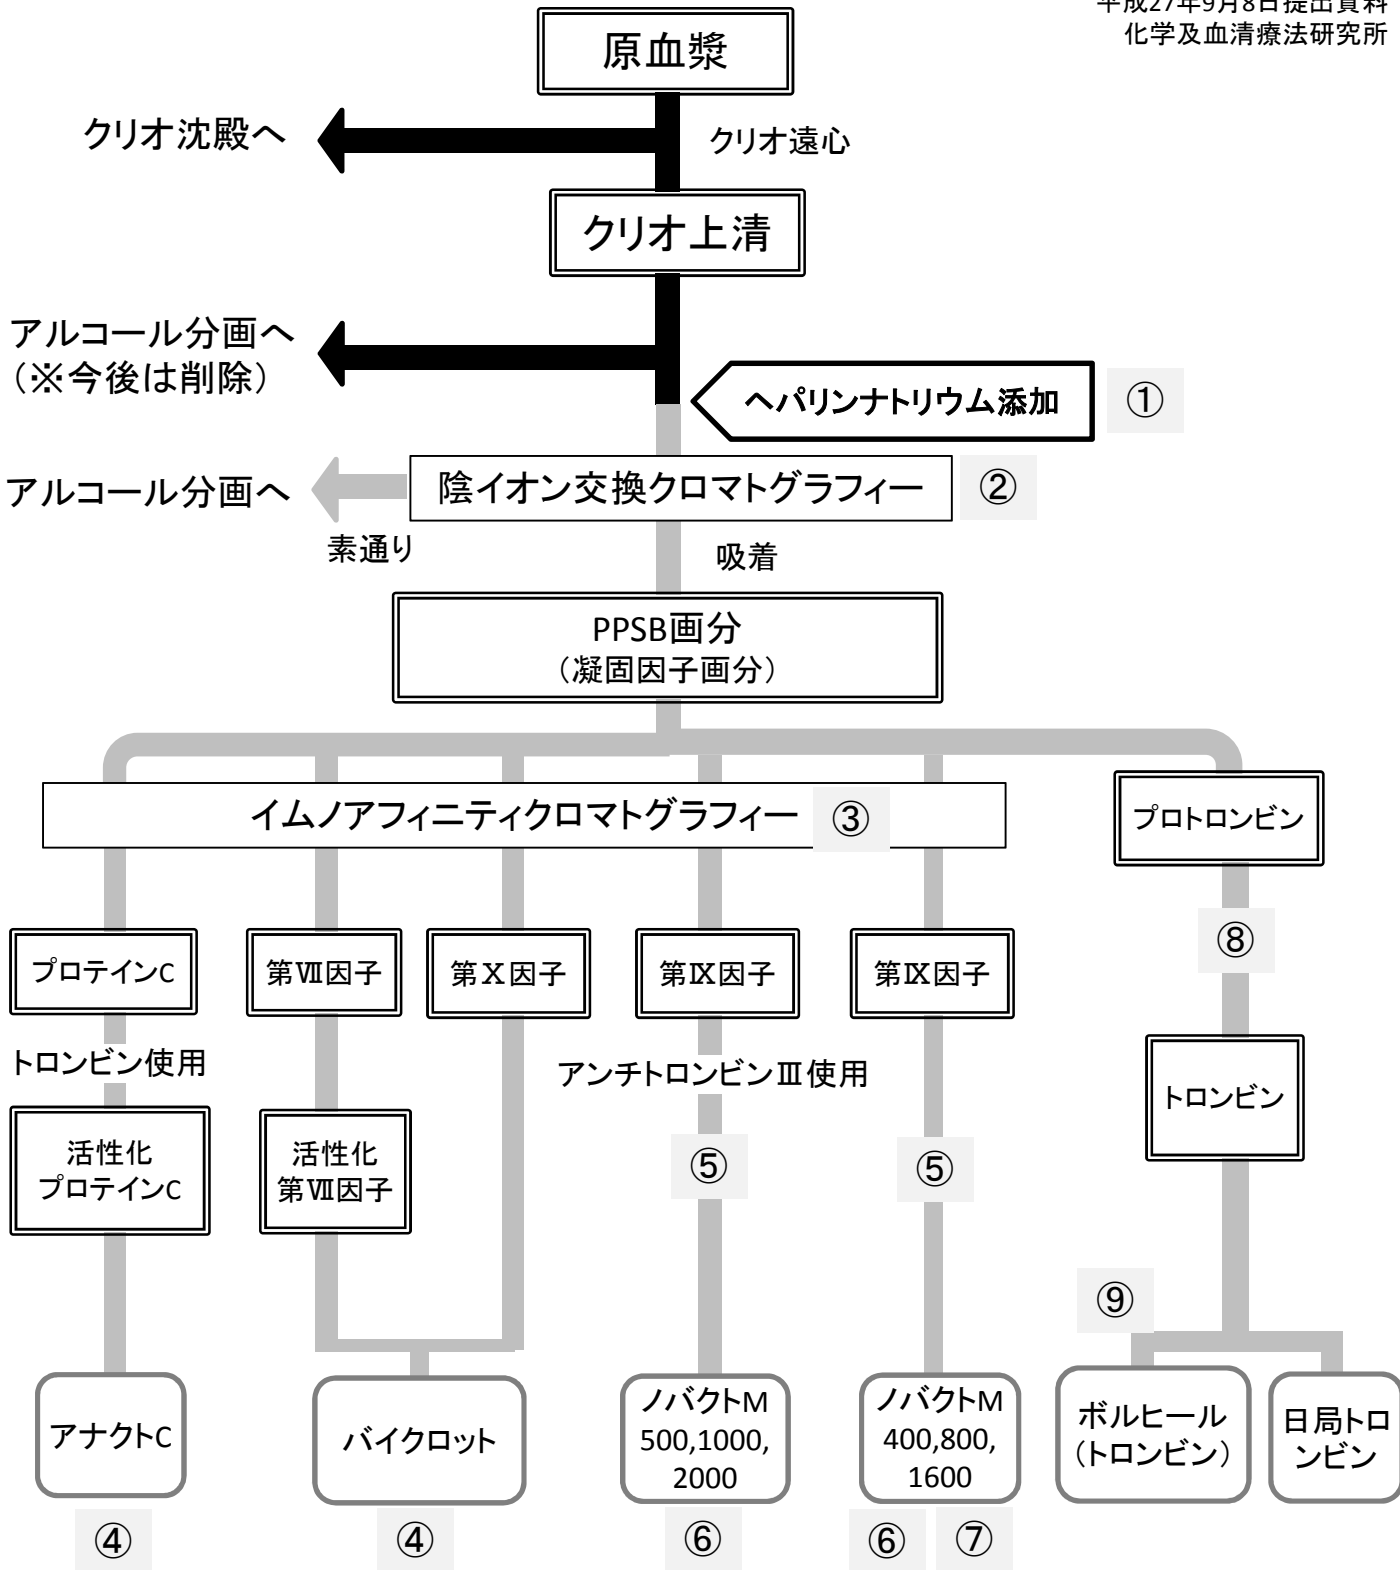 平成27年9月8日提出資料
化学及血清療法研究所
原血漿
クリオ沈殿へ
クリオ遠心
クリオ上清
アルコール分画へ
（※今後は削除）
ヘパリンナトリウム添加
①
アルコール分画へ
陰イオン交換クロマトグラフィー
②
素通り
吸着
PPSB画分
（凝固因子画分）
イムノアフィニティクロマトグラフィー
③
プロトロンビン
⑧
プロテインC
第Ⅶ因子
第Ⅹ因子
第Ⅸ因子
第Ⅸ因子
トロンビン使用
アンチトロンビンⅢ使用
トロンビン
活性化
プロテインC
活性化
第Ⅶ因子
⑤
⑤
⑨
アナクトC
バイクロット
ノバクトM
500,1000,
2000
ノバクトM
400,800,
1600
ボルヒール
（トロンビン）
日局トロ
ンビン
④
④
⑥
⑥
⑦